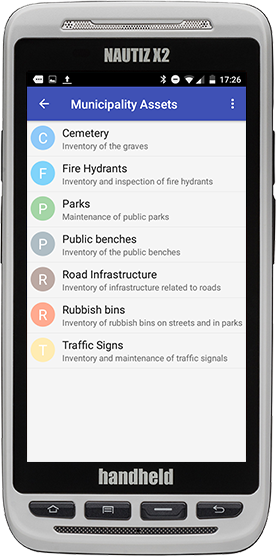 NAUTIZ X2
17:26
Municipality Assets
C
Cemetery
Inventory of the graves
F
Fire Hydrants
Inventory and inspection of fire hydrants
P
Parks
Maintenance of public parks
P
Public benches
Inventory of the public benches
R
Road Infrastructure
Inventory of infrastructure related to roads
R
Rubbish bins
Inventory of rubbish bins on streets and in parks
T
Traffic Signs
Inventory and maintenance of traffic signals
handheld